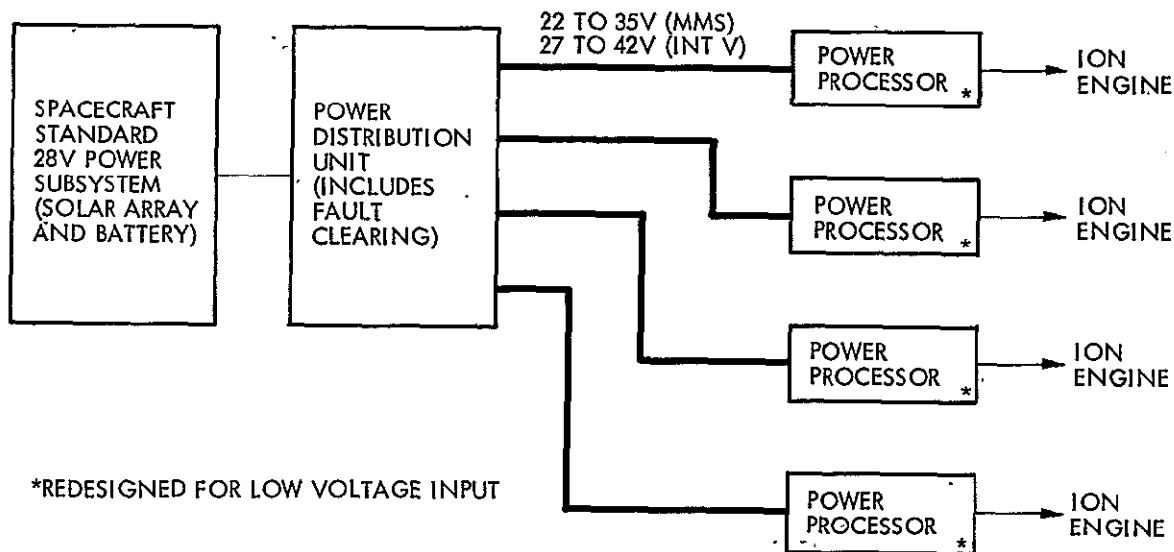 22 TO 35V (MMS)
27 TO 42V (INT V)
SPACECRAFT
STANDARD
28V POWER
SUBSYSTEM
(SOLAR ARRAY
AND BATTERY)
POWER
DISTRIBUTION
UNIT
(INCLUDES
FAULT
CLEARING)
POWER
PROCESSOR *
ION
ENGINE
POWER
PROCESSOR *
ION
ENGINE
POWER
PROCESSOR *
ION
ENGINE
POWER
PROCESSOR *
ION
ENGINE
*REDESIGNED FOR LOW VOLTAGE INPUT